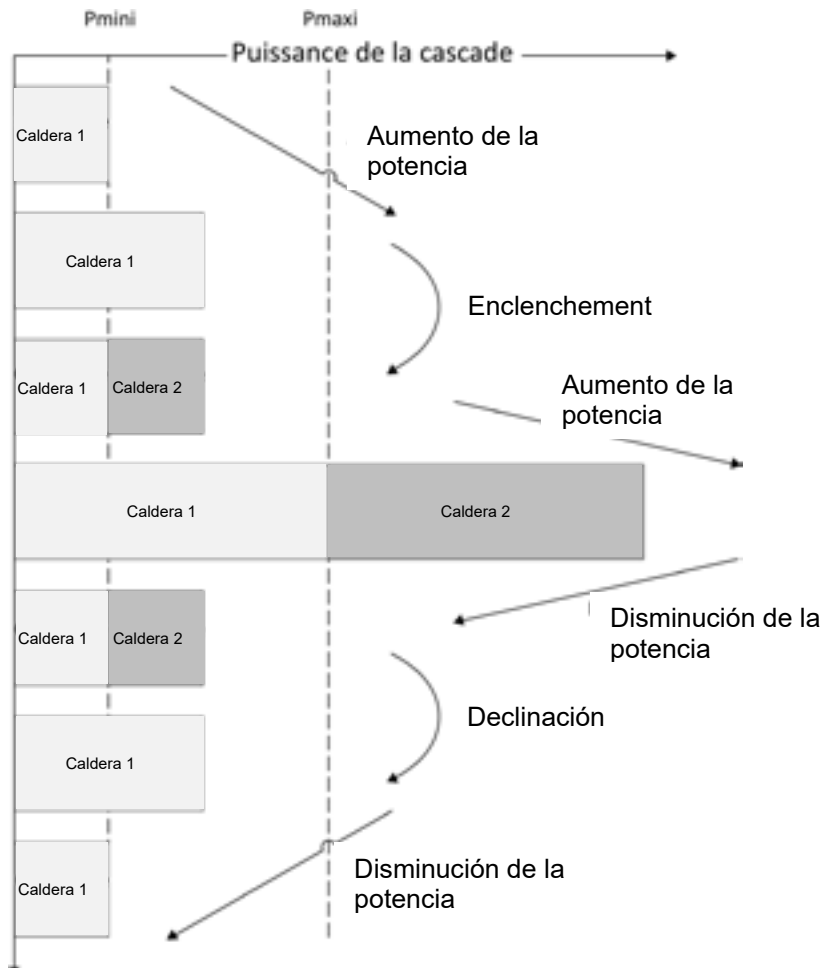 Pmini
Pmaxi
Puissance de la cascade
Caldera 1
Aumento de la
potencia
Caldera 1
Enclenchement
Caldera 1
Caldera 2
Aumento de la
potencia
Caldera 1
Caldera 2
Caldera 1
Caldera 2
Disminución de la
potencia
Declinación
Caldera 1
Caldera 1
Disminución de la
potencia